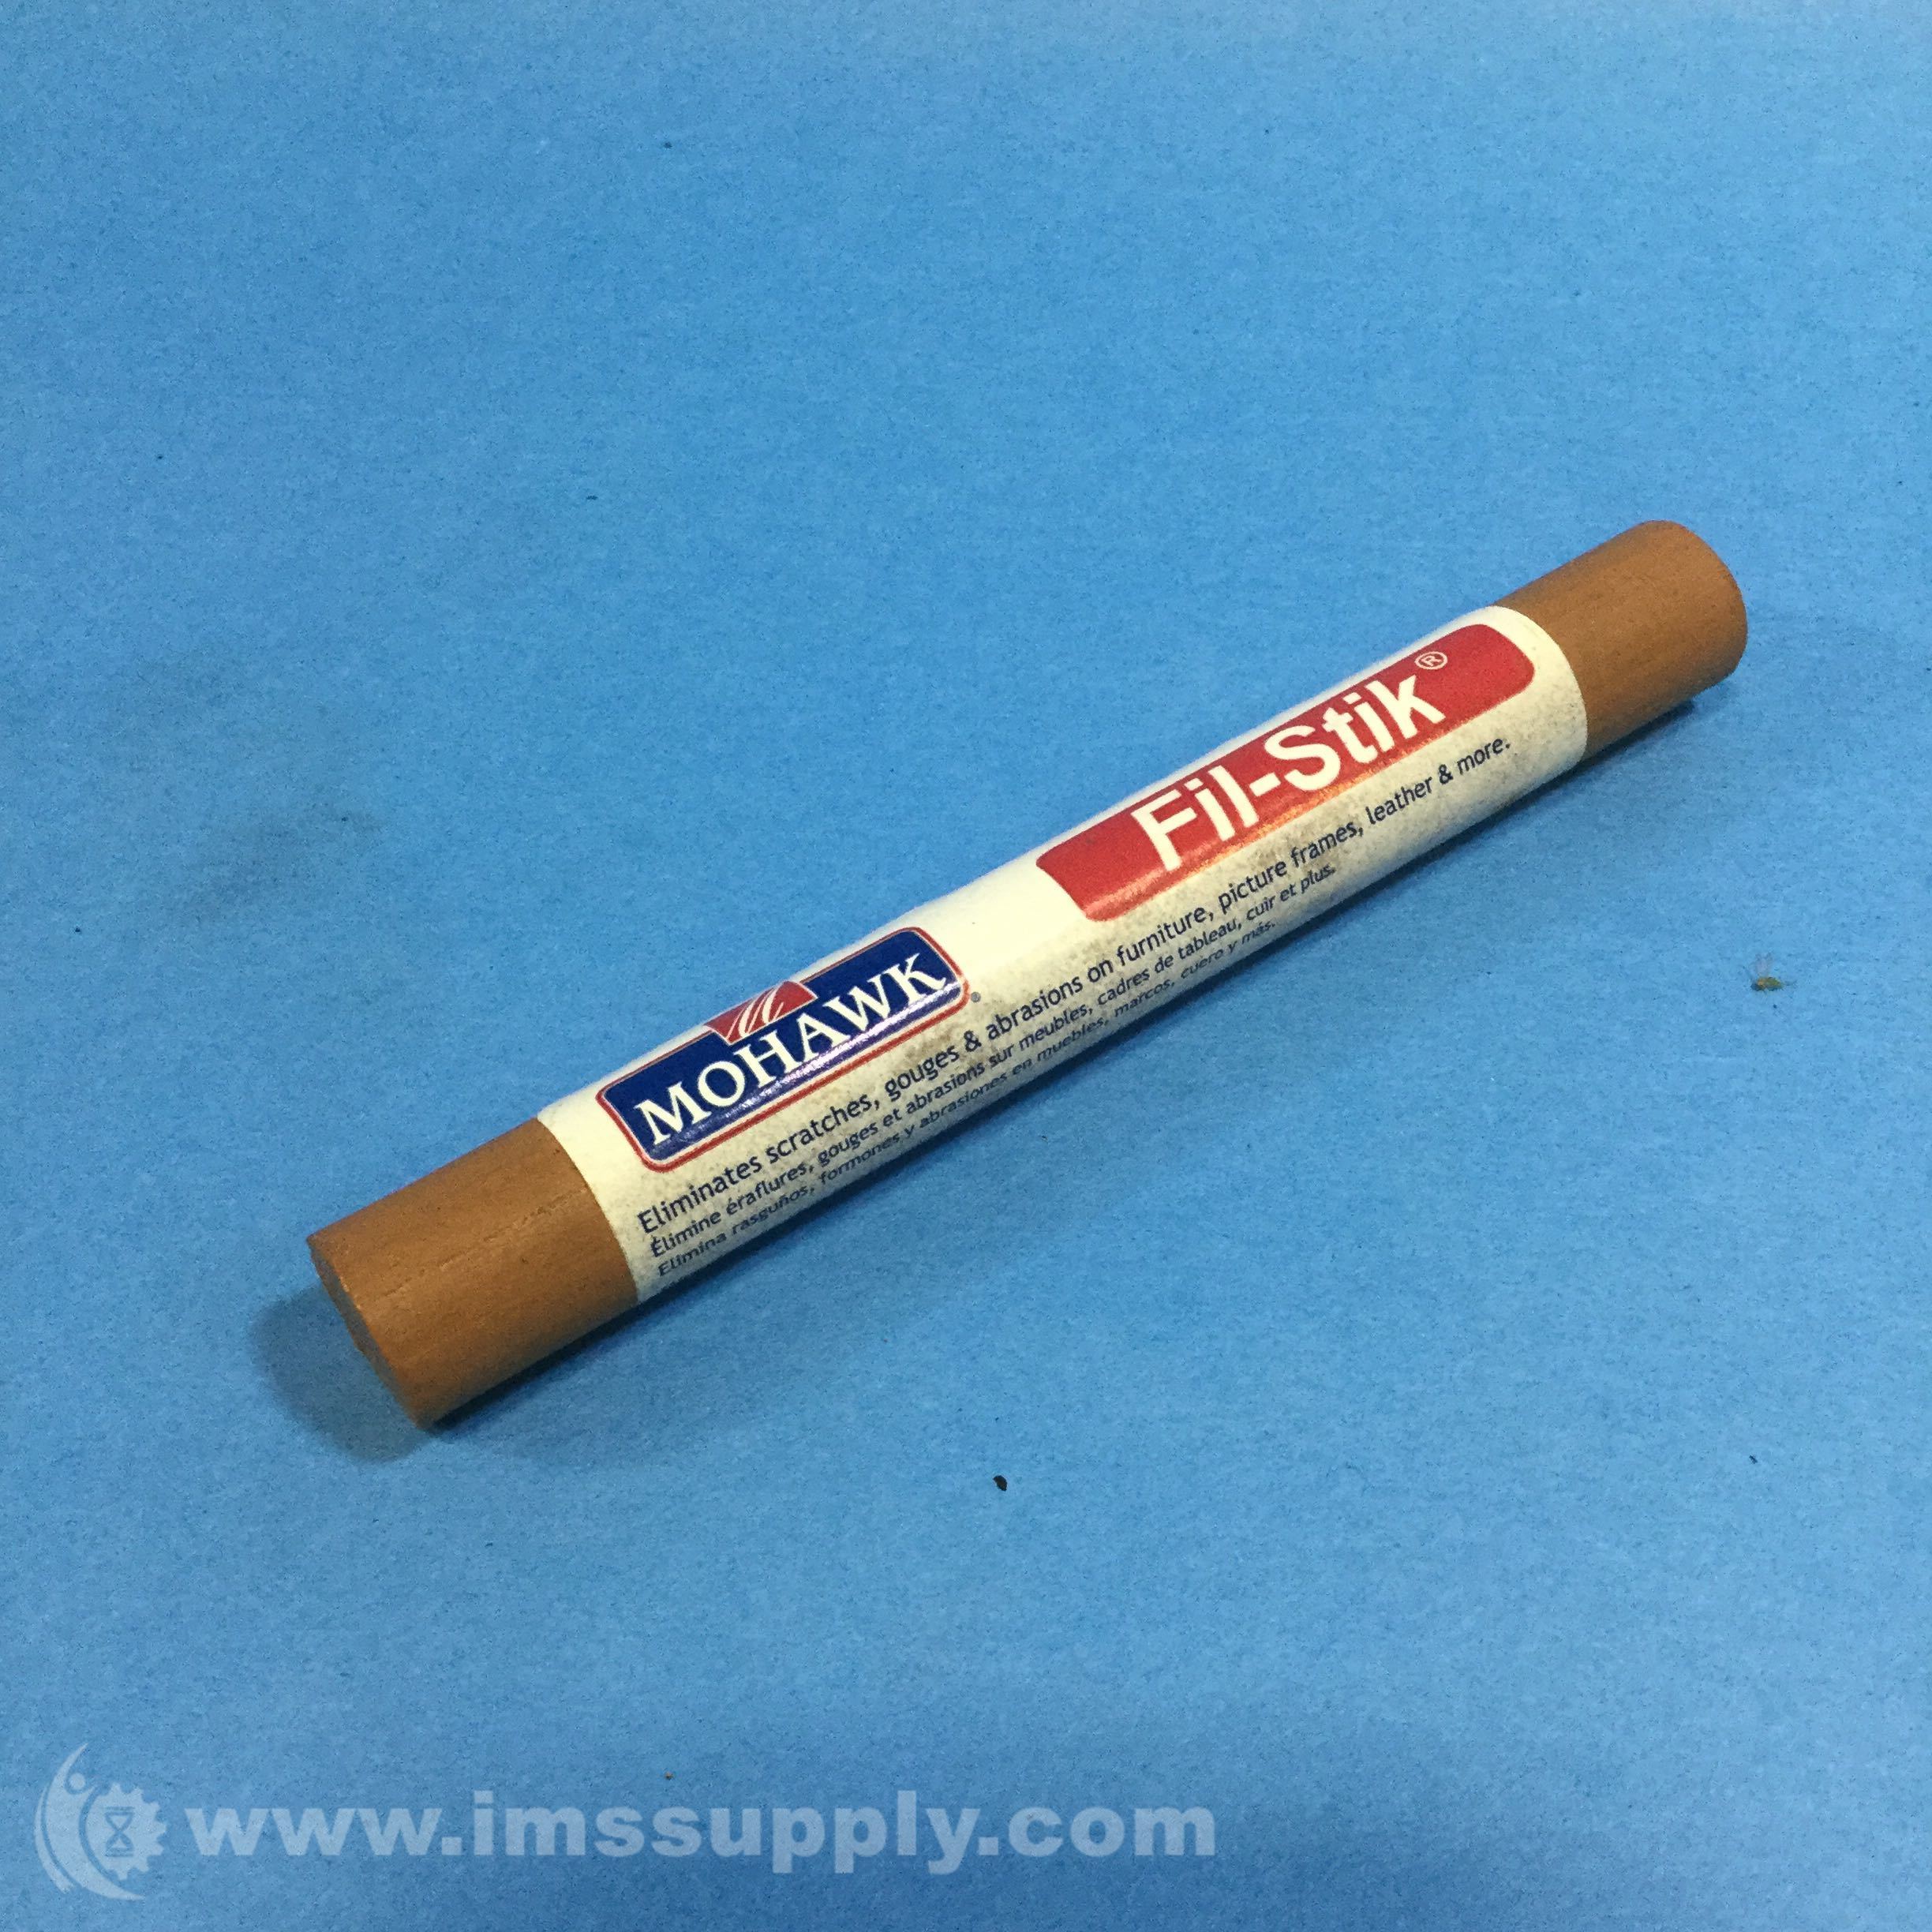 MOHAWK
Fil-Stik®
Eliminates scratches, gouges & abrasions on furniture, picture frames, leather & more.
Élimine éraflures, gouges et abrasions sur meubles, cadres de tableau, cuir et plus.
Elimina rasguños, formones y abrasiones en muebles, marcos, cuero y más.
www.imssupply.com